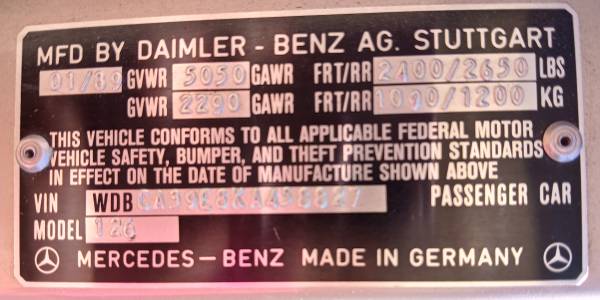 MFD BY DAIMLER - BENZ AG. STUTTGART
01/89 GVWR 5050 GAWR FRT/RR 2400/2650 LBS
GVWR 2290 GAWR FRT/RR 1090/1200 KG
THIS VEHICLE CONFORMS TO ALL APPLICABLE FEDERAL MOTOR
VEHICLE SAFETY, BUMPER, AND THEFT PREVENTION STANDARDS
IN EFFECT ON THE DATE OF MANUFACTURE SHOWN ABOVE
VIN WDB PASSENGER CAR
MODEL 126
MERCEDES-BENZ MADE IN GERMANY